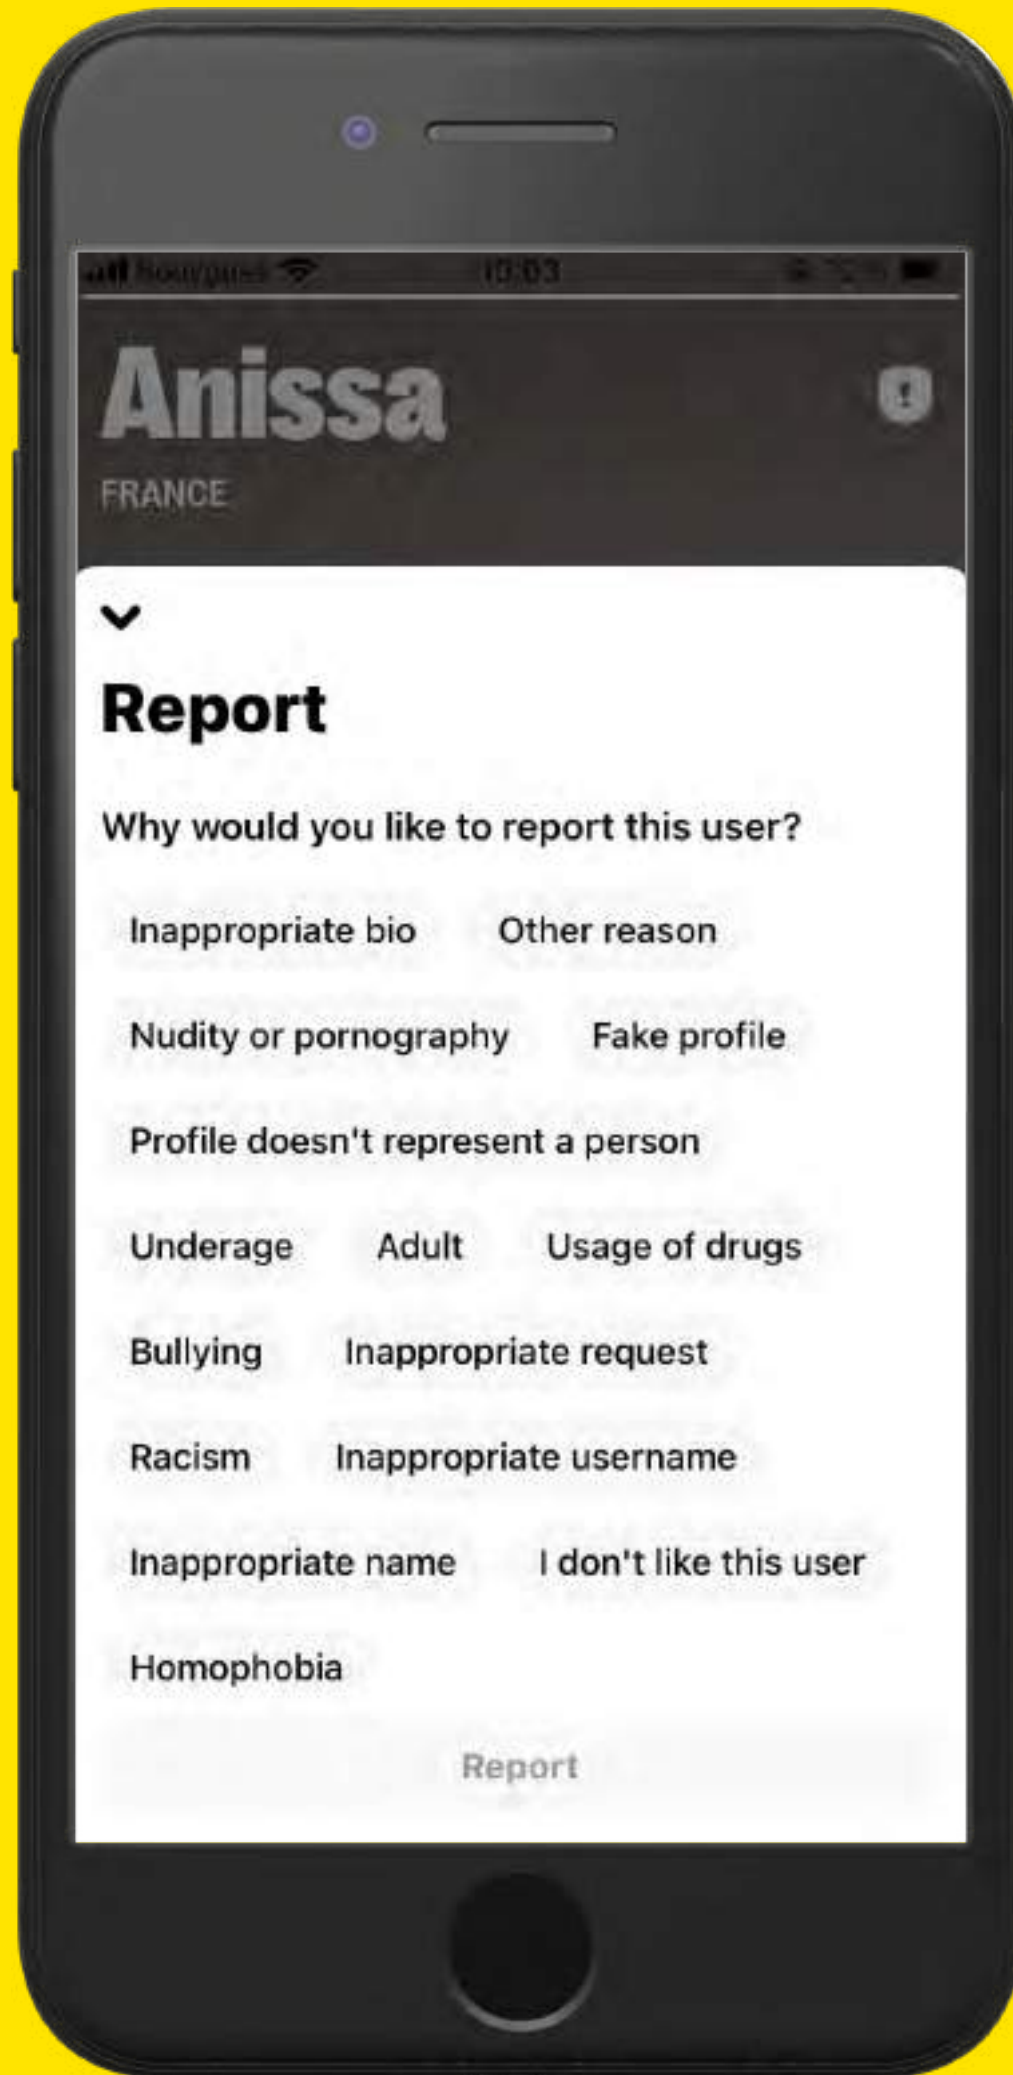 10:03
Anissa
FRANCE
Report
Why would you like to report this user?
Inappropriate bio Other reason
Nudity or pornography Fake profile
Profile doesn't represent a person
Underage Adult Usage of drugs
Bullying Inappropriate request
Racism Inappropriate username
Inappropriate name I don't like this user
Homophobia
Report